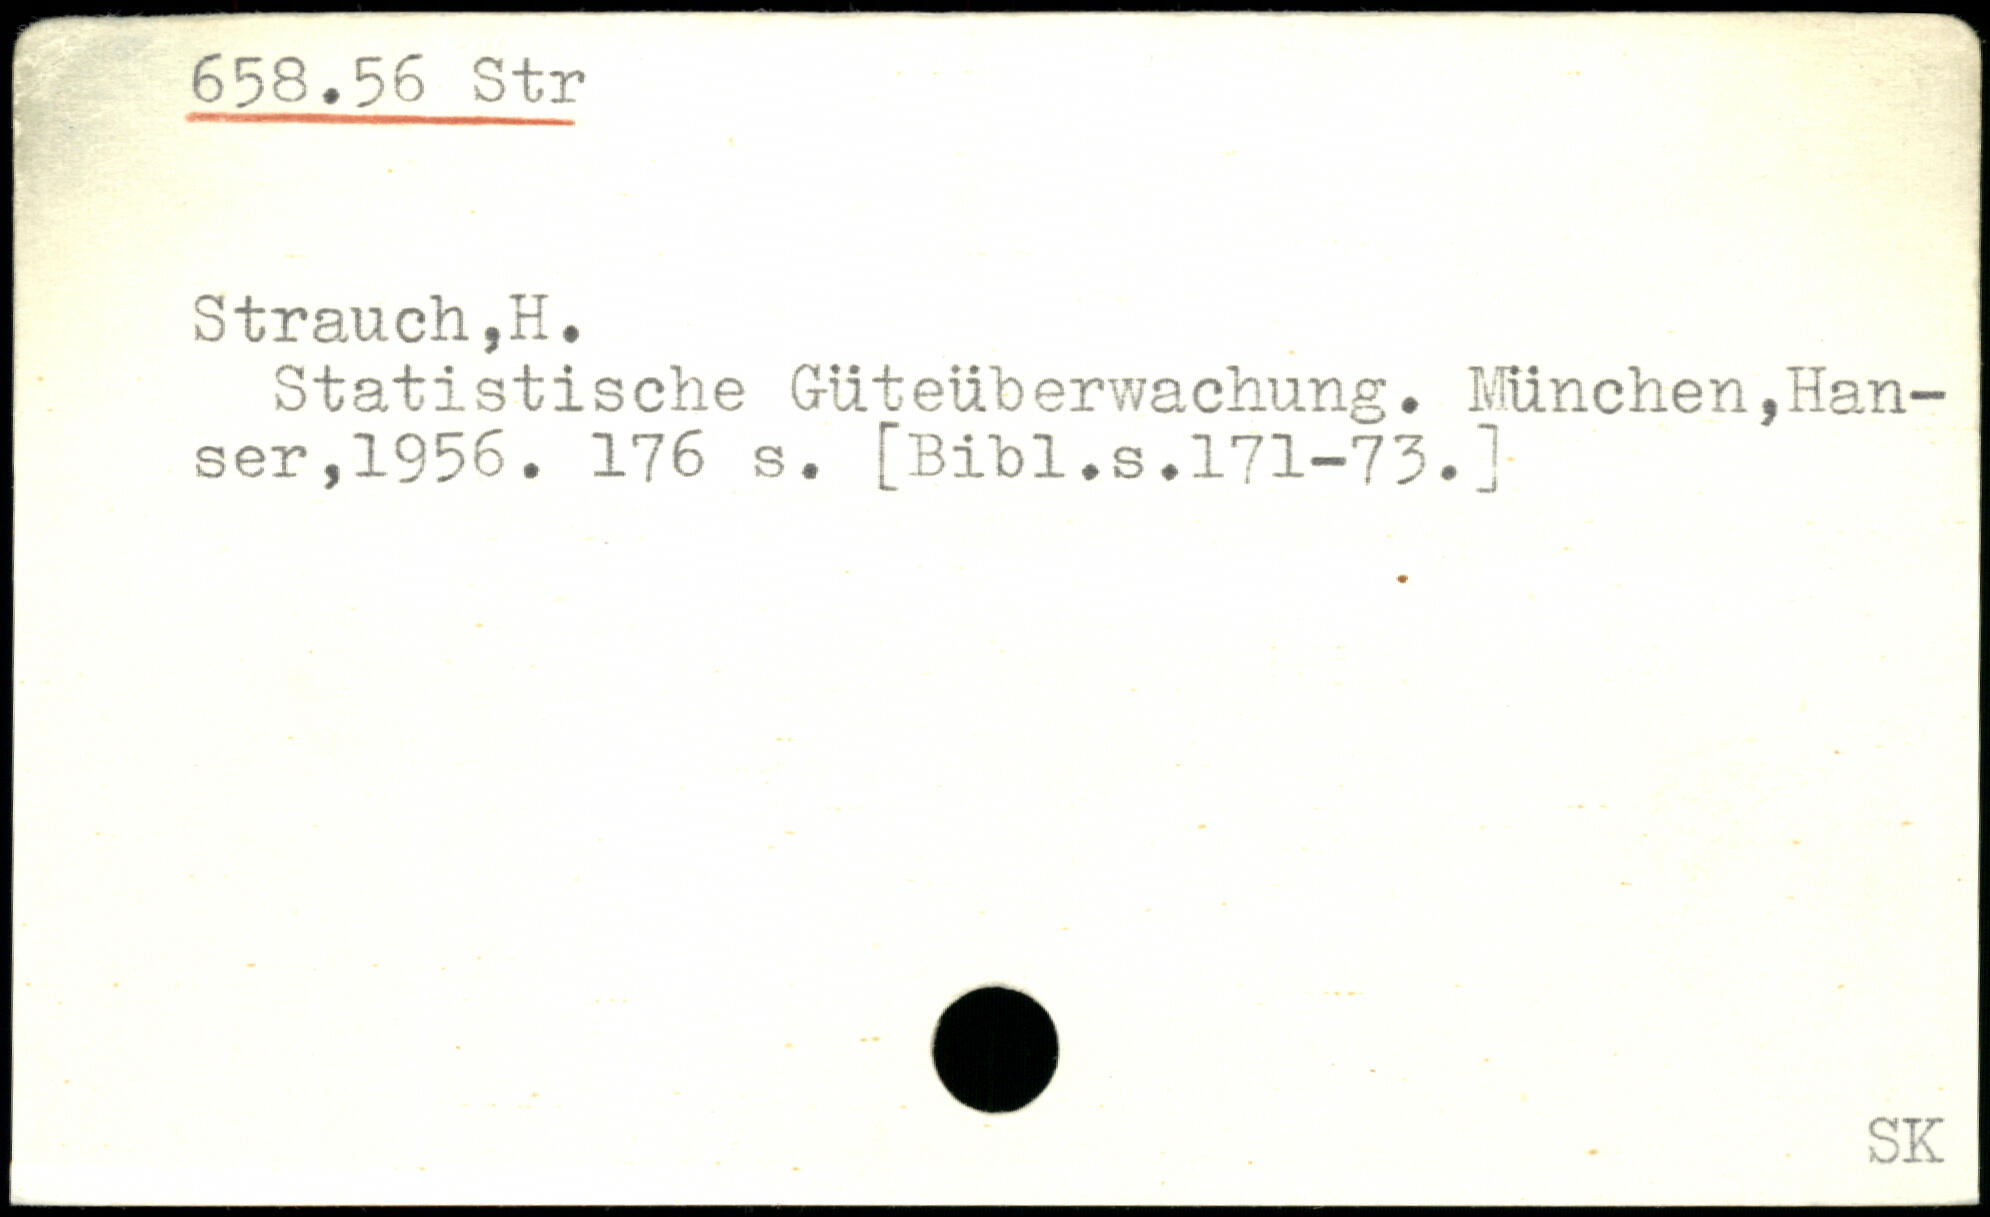 658.56 Str
Strauch,H.
Statistische Güteüberwachung. München,Han-
ser,1956. 176 s. [Bibl.s.171-73.]
SK